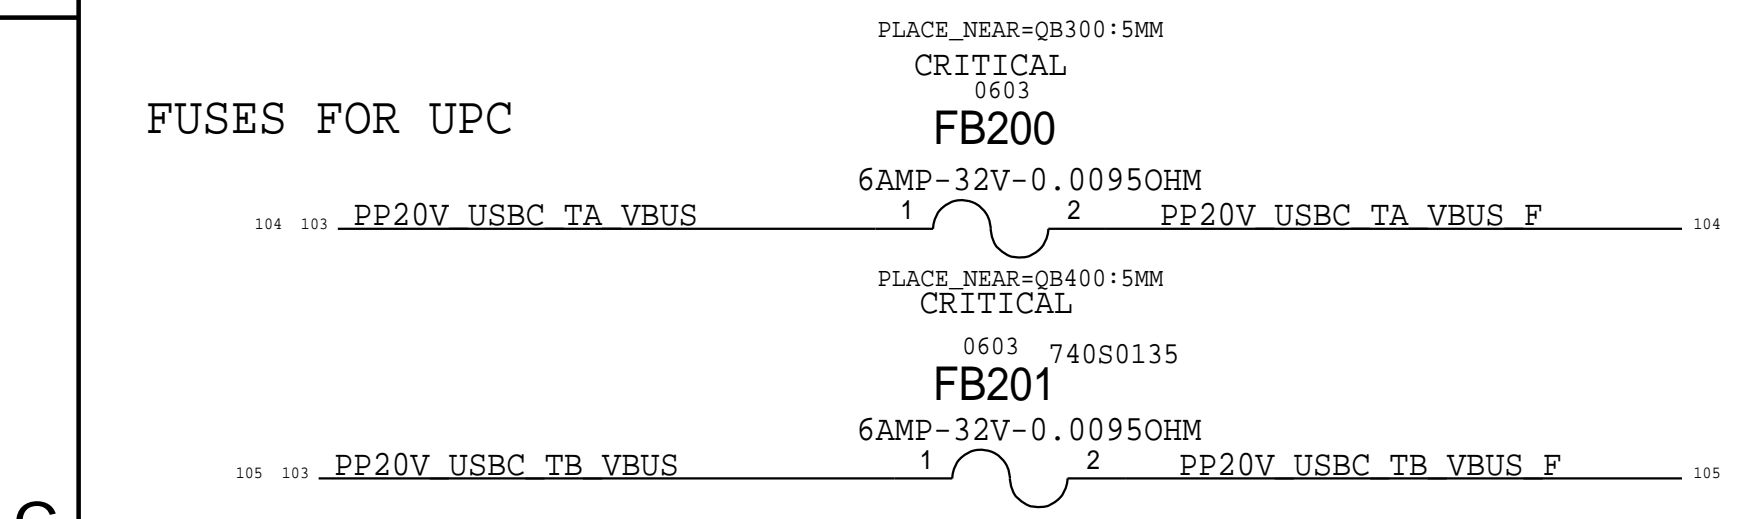 PLACE_NEAR=QB300:5MM
CRITICAL
0603
FUSES FOR UPC
FB200
6AMP-32V-0.0095OHM
104 103 PP20V_USBC_TA_VBUS 1 2 PP20V_USBC_TA_VBUS_F 104
PLACE_NEAR=QB400:5MM
CRITICAL
0603 740S0135
FB201
6AMP-32V-0.0095OHM
105 103 PP20V_USBC_TB_VBUS 1 2 PP20V_USBC_TB_VBUS_F 105